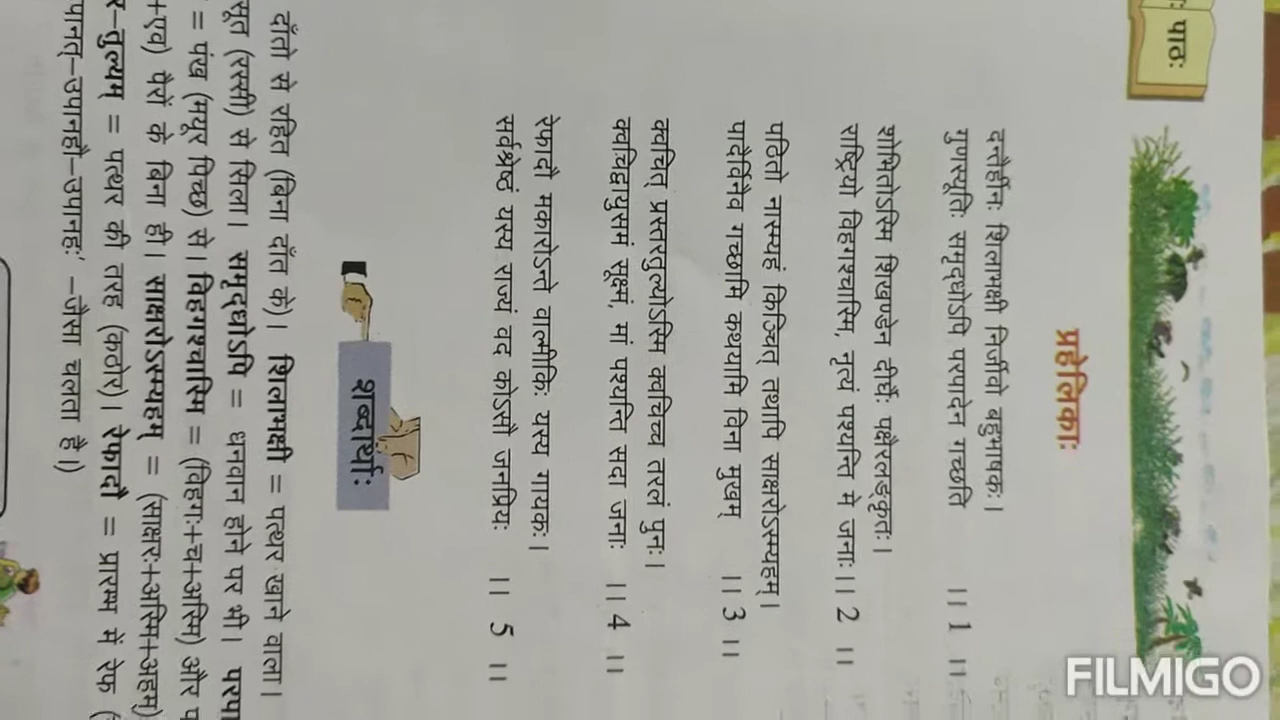 पाठः
प्रहेलिकाः
दन्तैर्हीनः शिलाभक्षी निर्जीवो बहुभाषकः।
गुणस्यूतिः समृद्धोऽपि परपादेन गच्छति ।। 1 ।।
शोभितोऽस्मि शिखण्डेन दीर्घैः पक्षैरलङ्कृतः।
राष्ट्रियो विहगश्चास्मि, नृत्यं पश्यन्ति मे जनाः।। 2 ।।
पठितो नास्म्यहं किञ्चित् तथापि साक्षरोऽस्म्यहम्।
पादैर्विनैव गच्छामि कथयामि विना मुखम् ।। 3 ।।
क्वचित् प्रस्तरतुल्योऽस्मि क्वचिच्च तरलं पुनः।
क्वचिद्वायुसमं सूक्ष्मं, मां पश्यन्ति सदा जनाः ।। 4 ।।
रेफादौ मकारोऽन्ते वाल्मीकिः यस्य गायकः।
सर्वश्रेष्ठं यस्य राज्यं वद कोऽसौ जनप्रियः ।। 5 ।।
शब्दार्थाः
दाँतो से रहित (बिना दाँत के)। शिलाभक्षी = पत्थर खाने वाला।
सूत (रस्सी) से सिला। समृद्धोऽपि = धनवान होने पर भी।
= पंख (मयूर पिच्छ) से। विहगश्चास्मि = (विहगः+च+अस्मि) और
+एव) पैरों के बिना ही। साक्षरोऽस्म्यहम् = (साक्षरः+अस्मि+अहम्)
तुल्यम् = पत्थर की तरह (कठोर)। रेफादौ = प्रारम्भ में रेफ
पानत्–उपानहौ–उपानहः' –जैसा चलता है।)
FILMIGO